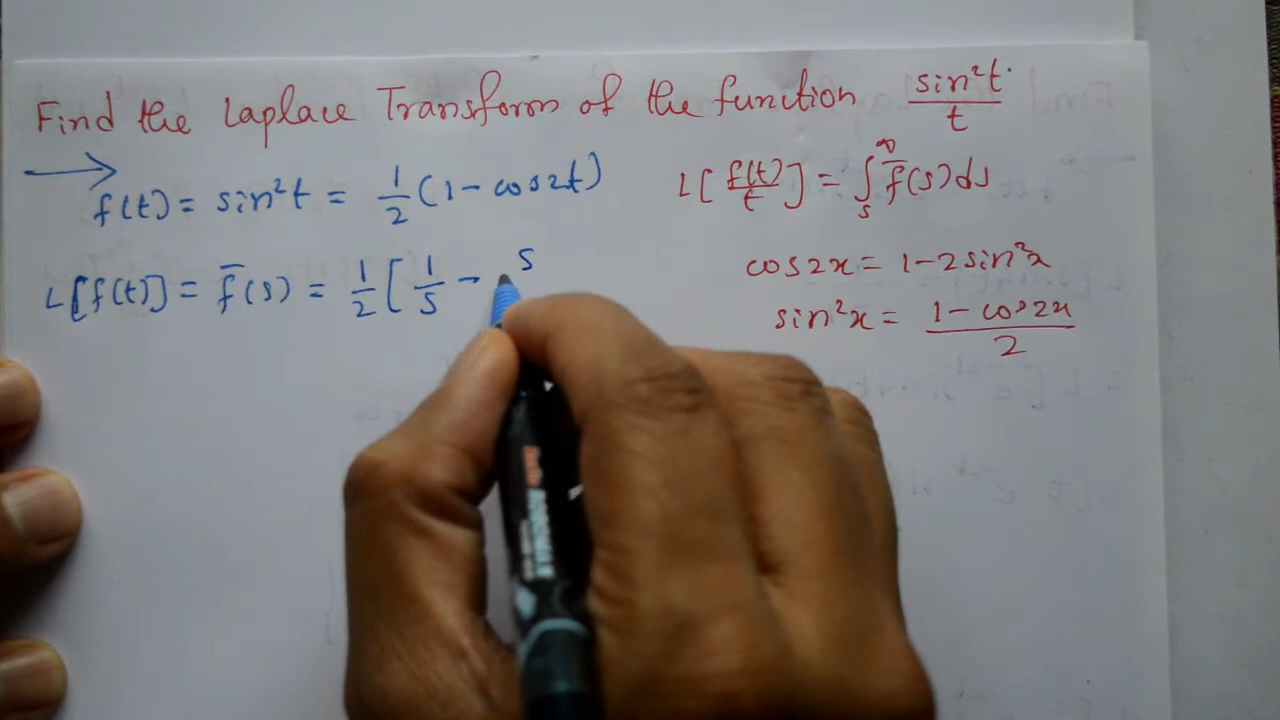 Find the Laplace Transform of the function sin²t/t
f(t) = sin²t = 1/2 (1 - cos2t)
L[f(t)/t] = ∫ₛ^∞ f̄(s)ds
L[f(t)] = f̄(s) = 1/2 [1/s - s
cos2x = 1-2sin²x
sin²x = 1-cos2x/2